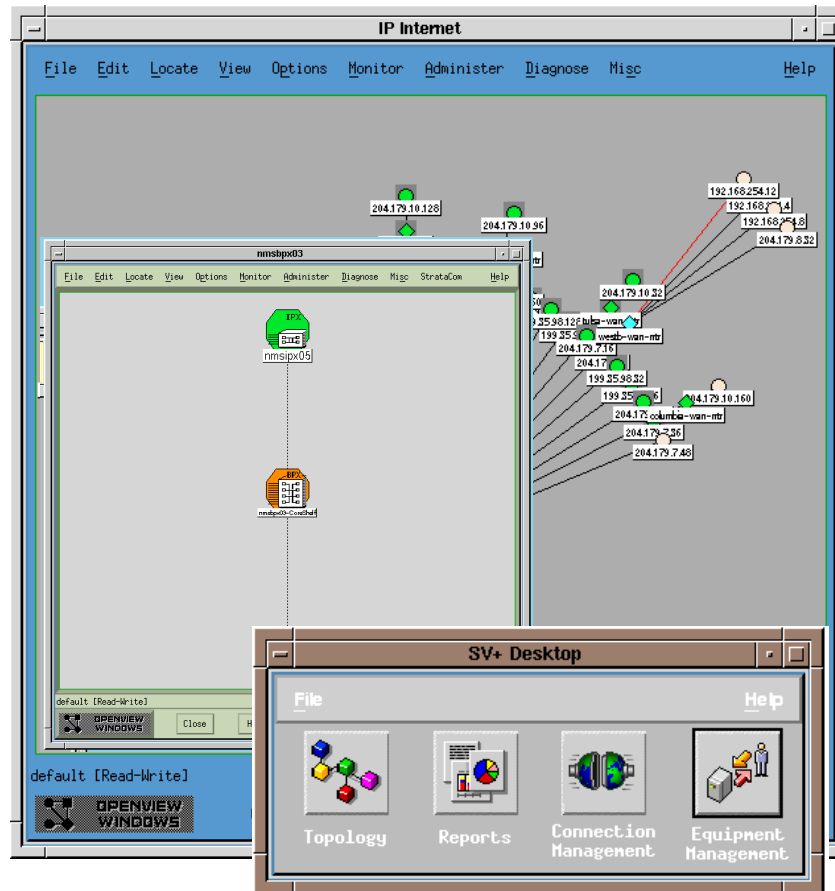 IP Internet
File Edit Locate View Options Monitor Administer Diagnose Misc Help
192.168.254.12
204.179.10.128
192.168.254.8
204.179.10.96
204.179.8.32
nmsbpx03
File Edit Locate View Options Monitor Administer Diagnose Misc StrataCom Help
204.179.10.32
IPX
nmsipx05
westb-wan-rtr
204.179.7.16
199.35.98.32
204.179.10.160
columbia-wan-rtr
204.179.7.36
204.179.7.48
BPX
nmsbpx03-CoreShelf
SV+ Desktop
File Help
default [Read-Write]
OPENVIEW
WINDOWS
Close
default [Read-Write]
OPENVIEW
WINDOWS
Topology Reports Connection Management Equipment Management